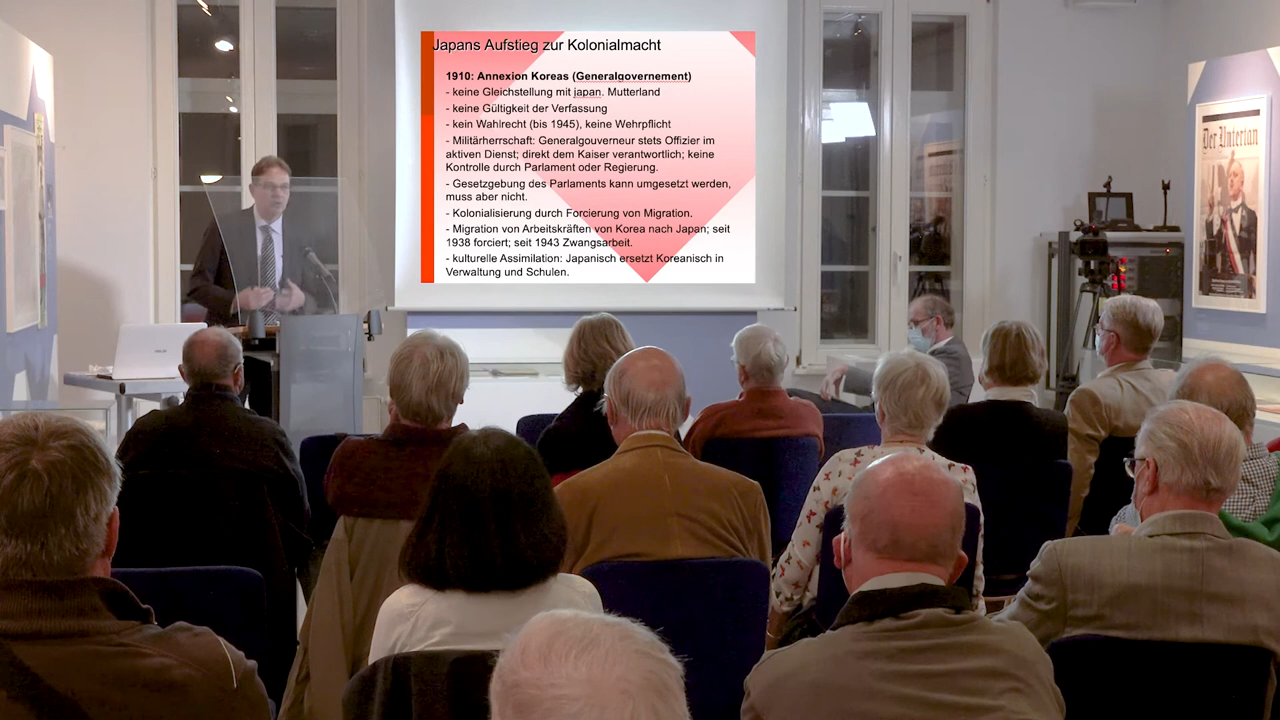 Japans Aufstieg zur Kolonialmacht
1910: Annexion Koreas (Generalgovernement)
- keine Gleichstellung mit japan. Mutterland
- keine Gültigkeit der Verfassung
- kein Wahlrecht (bis 1945), keine Wehrpflicht
- Militärherrschaft: Generalgouverneur stets Offizier im
aktiven Dienst; direkt dem Kaiser verantwortlich; keine
Kontrolle durch Parlament oder Regierung.
- Gesetzgebung des Parlaments kann umgesetzt werden,
muss aber nicht.
- Kolonialisierung durch Forcierung von Migration.
- Migration von Arbeitskräften von Korea nach Japan; seit
1938 forciert; seit 1943 Zwangsarbeit.
- kulturelle Assimilation: Japanisch ersetzt Koreanisch in
Verwaltung und Schulen.
Der Untertan